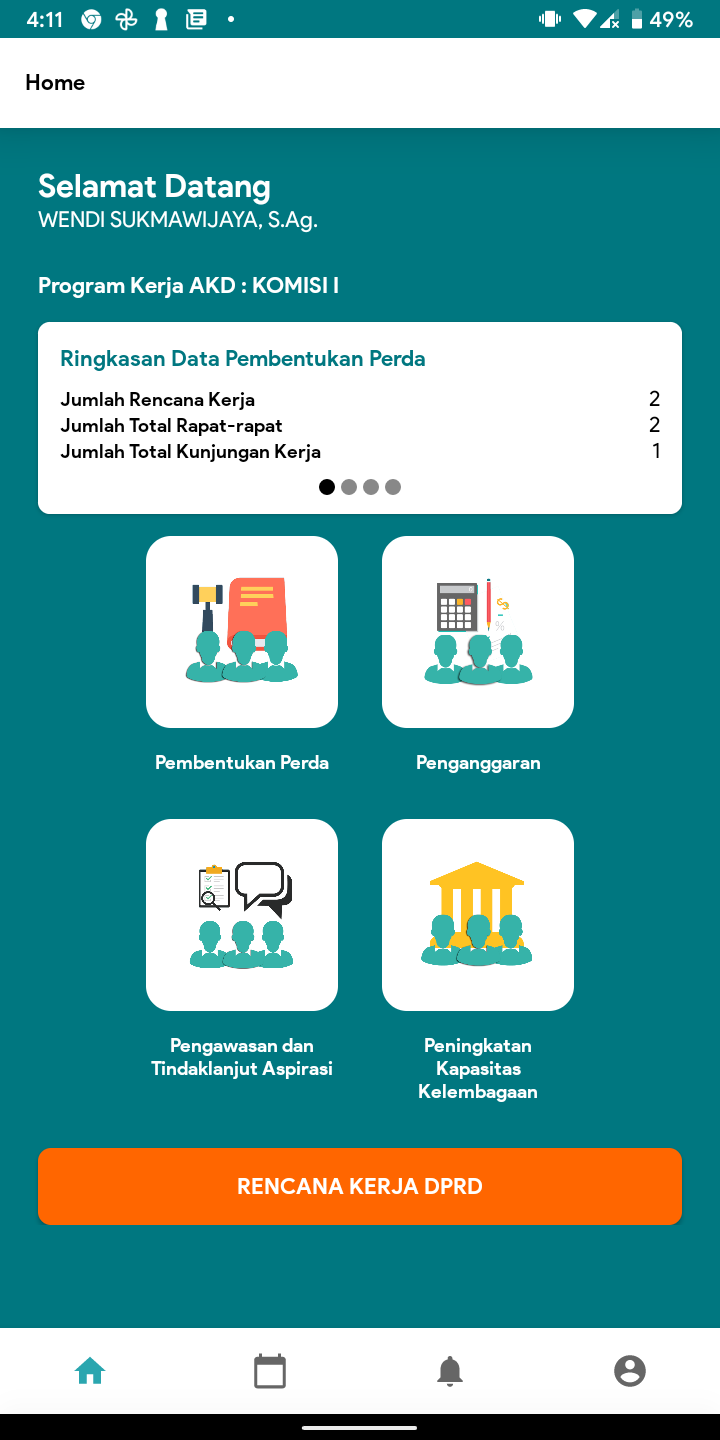 4:11
49%
Home
Selamat Datang
WENDI SUKMAWIJAYA, S.Ag.
Program Kerja AKD : KOMISI I
Ringkasan Data Pembentukan Perda
Jumlah Rencana Kerja 2
Jumlah Total Rapat-rapat 2
Jumlah Total Kunjungan Kerja 1
Pembentukan Perda
Penganggaran
Pengawasan dan
Tindaklanjut Aspirasi
Peningkatan
Kapasitas
Kelembagaan
RENCANA KERJA DPRD